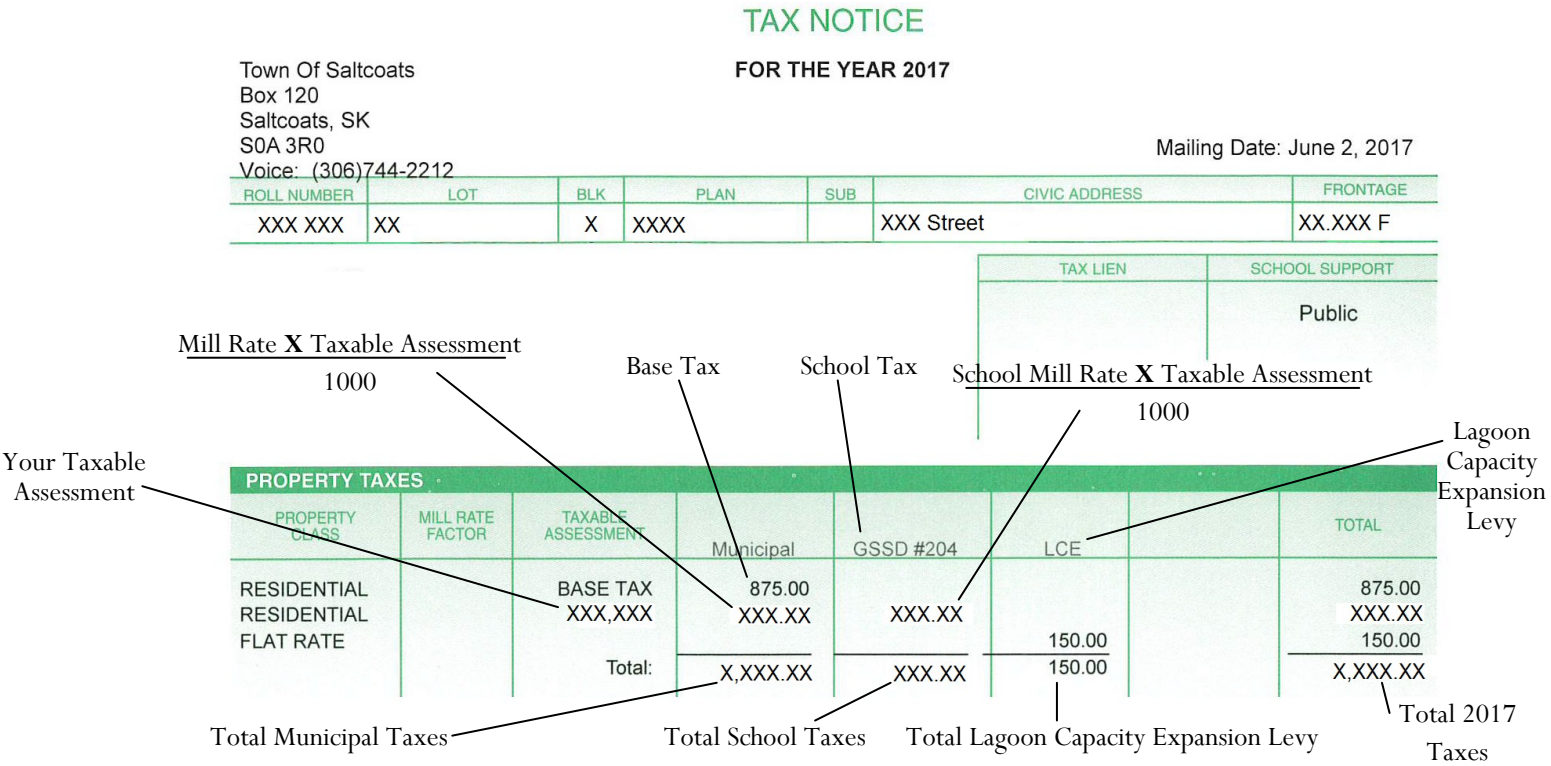 TAX NOTICE
Town Of Saltcoats
FOR THE YEAR 2017
Box 120
Saltcoats, SK
S0A 3R0
Mailing Date: June 2, 2017
Voice: (306)744-2212
ROLL NUMBER LOT BLK PLAN SUB CIVIC ADDRESS FRONTAGE
XXX XXX XX X XXXX XXX Street XX.XXX F
TAX LIEN SCHOOL SUPPORT
Public
Mill Rate X Taxable Assessment
1000
Base Tax
School Tax
School Mill Rate X Taxable Assessment
1000
Lagoon
Capacity
Expansion
Levy
Your Taxable
Assessment
PROPERTY TAXES
PROPERTY
CLASS
MILL RATE
FACTOR
TAXABLE
ASSESSMENT
Municipal
GSSD #204
LCE
TOTAL
RESIDENTIAL BASE TAX 875.00 875.00
RESIDENTIAL XXX,XXX XXX.XX XXX.XX XXX.XX
FLAT RATE 150.00 150.00
Total: X,XXX.XX XXX.XX 150.00 X,XXX.XX
Total Municipal Taxes
Total School Taxes
Total Lagoon Capacity Expansion Levy
Total 2017
Taxes